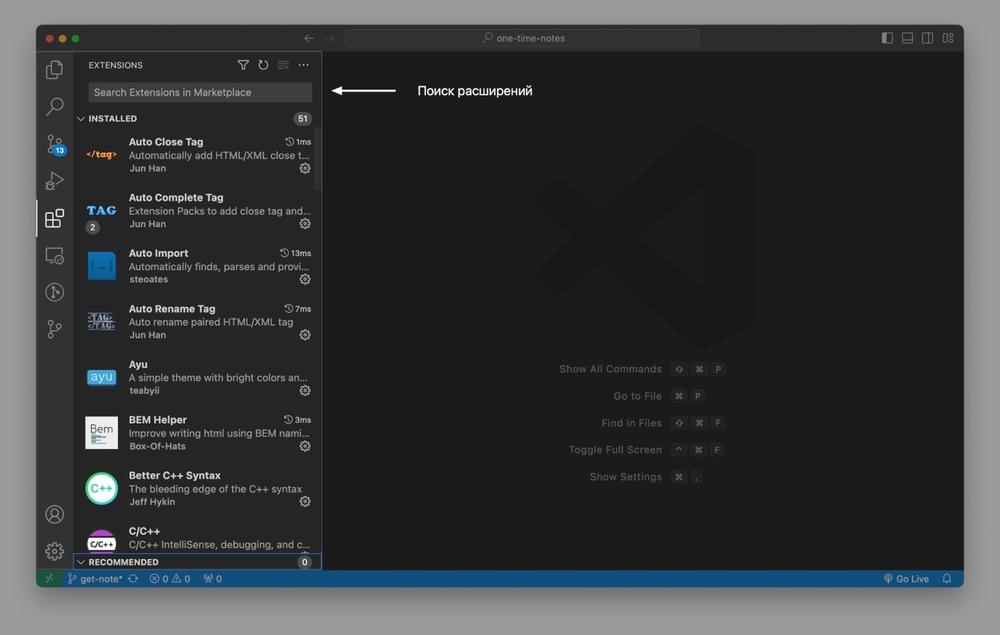 one-time-notes
EXTENSIONS
Search Extensions in Marketplace
Поиск расширений
INSTALLED 51
13
</tag>
Auto Close Tag 1ms
Automatically add HTML/XML close t...
Jun Han
TAG
2
Auto Complete Tag
Extension Packs to add close tag and...
Jun Han
{..}
Auto Import 13ms
Automatically finds, parses and provi...
steoates
<TAG>
</TAG>
Auto Rename Tag 7ms
Auto rename paired HTML/XML tag
Jun Han
ayu
Ayu
A simple theme with bright colors an...
teabyii
Bem
BEM Helper 3ms
Improve writing html using BEM nami...
Box-Of-Hats
C++
Better C++ Syntax
The bleeding edge of the C++ syntax
Jeff Hykin
C/C++
C/C++
C/C++ IntelliSense, debugging, and c...
RECOMMENDED 0
Show All Commands ⇧ ⌘ P
Go to File ⌘ P
Find in Files ⇧ ⌘ F
Toggle Full Screen ^ ⌘ F
Show Settings ⌘ ,
get-note* 0 0 0 Go Live